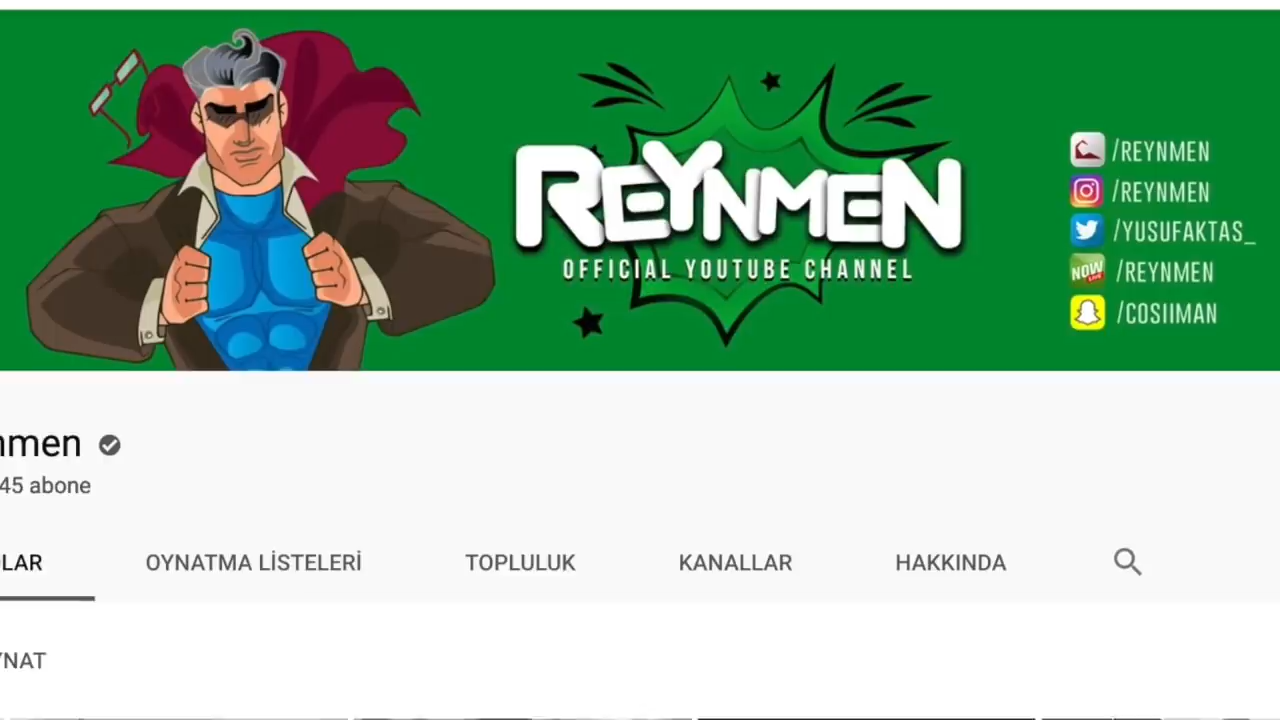 REYNMEN
OFFICIAL YOUTUBE CHANNEL
/REYNMEN
/REYNMEN
/YUSUFAKTAS_
NOW /REYNMEN
/COSIIMAN
nmen
45 abone
LAR
OYNATMA LİSTELERİ
TOPLULUK
KANALLAR
HAKKINDA
YNAT